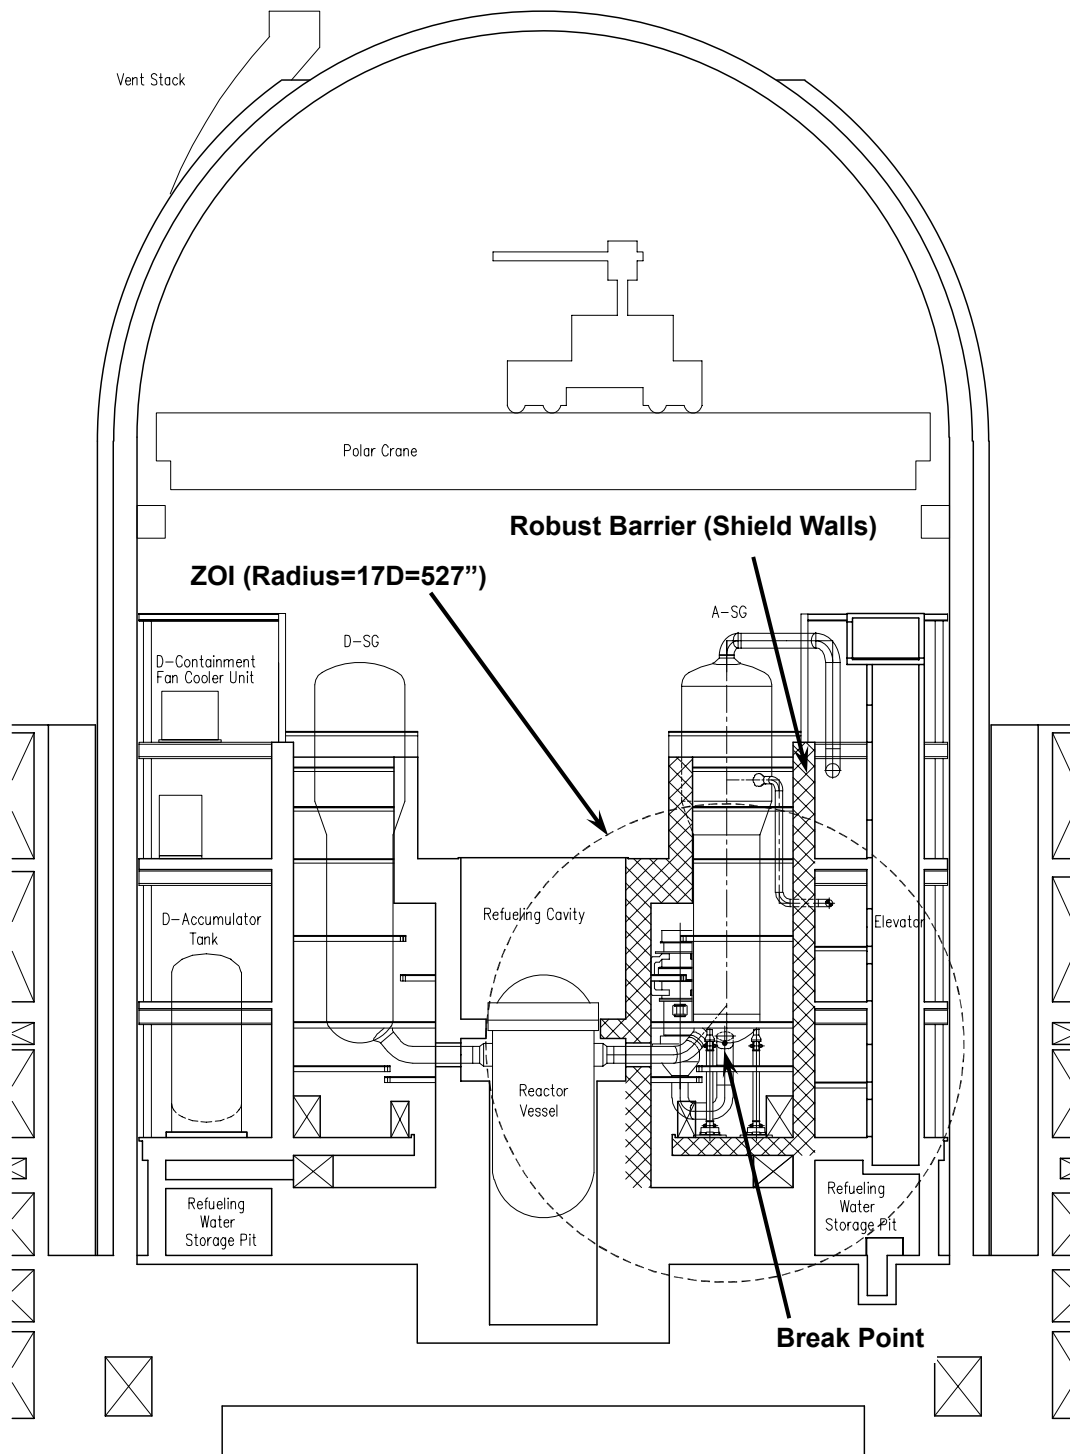 Vent Stack
Polar Crane
Robust Barrier (Shield Walls)
ZOI (Radius=17D=527”)
A-SG
D-SG
D-Containment
Fan Cooler Unit
D-Accumulator
Tank
Refueling Cavity
Elevator
Reactor
Vessel
Refueling
Water
Storage Pit
Refueling
Water
Storage Pit
Break Point